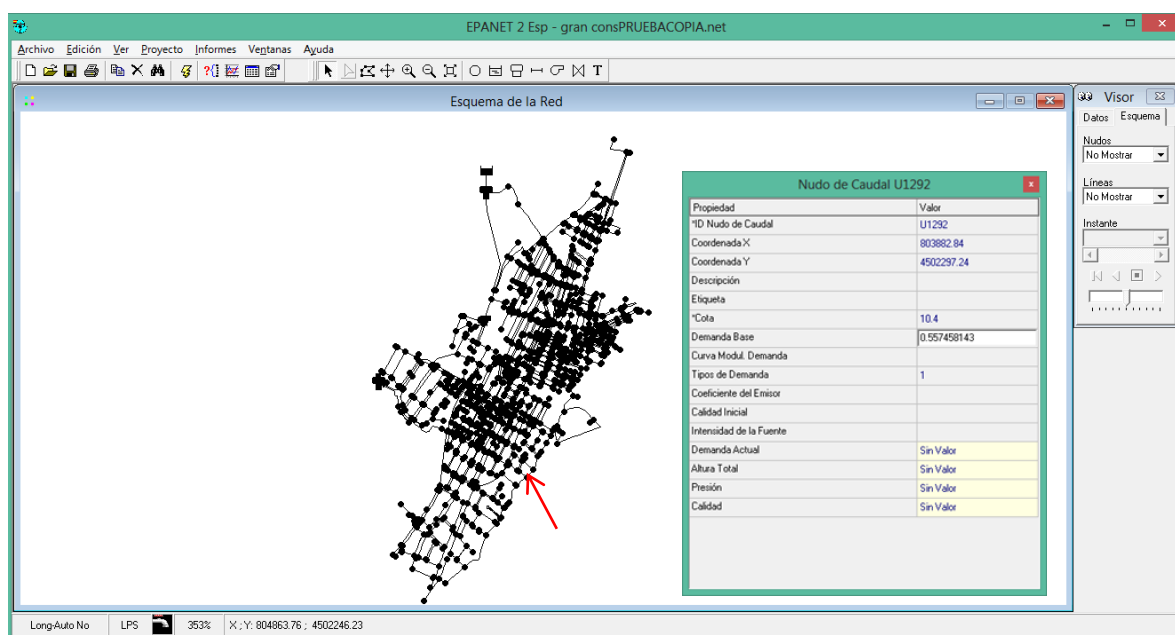 EPANET 2 Esp - gran consPRUEBACOPIA.net
Archivo Edición Ver Proyecto Informes Ventanas Ayuda
T
Esquema de la Red
Visor
Datos Esquema
Nudos
No Mostrar
Líneas
No Mostrar
Instante
Nudo de Caudal U1292
Propiedad Valor
*ID Nudo de Caudal U1292
Coordenada X 803882.84
Coordenada Y 4502297.24
Descripción
Etiqueta
*Cota 10.4
Demanda Base 0.557458143
Curva Modul. Demanda
Tipos de Demanda 1
Coeficiente del Emisor
Calidad Inicial
Intensidad de la Fuente
Demanda Actual Sin Valor
Altura Total Sin Valor
Presión Sin Valor
Calidad Sin Valor
Long-Auto No LPS 353% X ; Y: 804863.76 ; 4502246.23